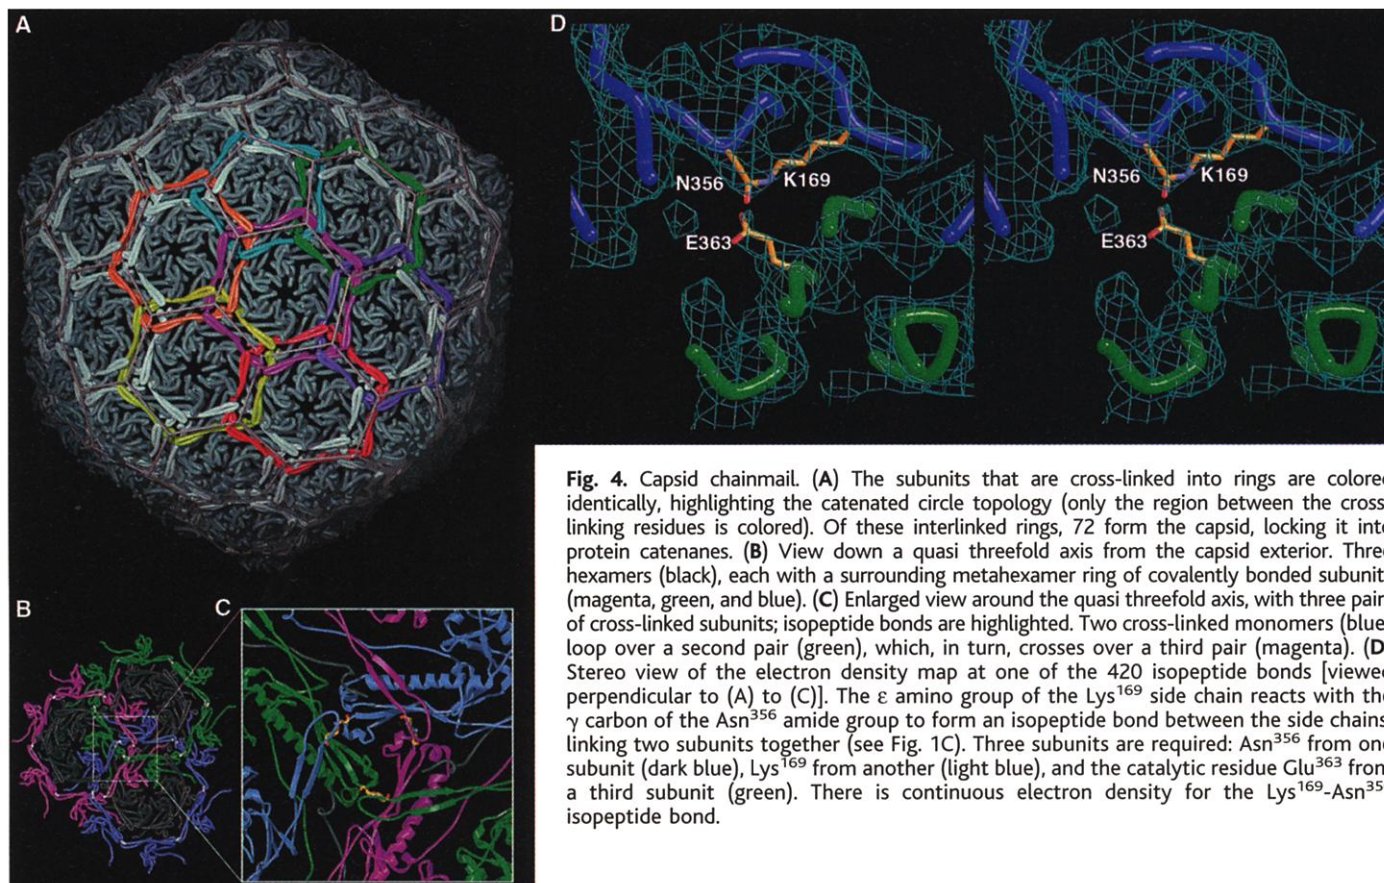 A
D
N356
K169
E363
N356
K169
E363
B
C
Fig. 4. Capsid chainmail. (A) The subunits that are cross-linked into rings are colored
identically, highlighting the catenated circle topology (only the region between the cross-
linking residues is colored). Of these interlinked rings, 72 form the capsid, locking it into
protein catenanes. (B) View down a quasi threefold axis from the capsid exterior. Three
hexamers (black), each with a surrounding metahexamer ring of covalently bonded subunit
(magenta, green, and blue). (C) Enlarged view around the quasi threefold axis, with three pair
of cross-linked subunits; isopeptide bonds are highlighted. Two cross-linked monomers (blue
loop over a second pair (green), which, in turn, crosses over a third pair (magenta). (D
Stereo view of the electron density map at one of the 420 isopeptide bonds [viewed
perpendicular to (A) to (C)]. The ε amino group of the Lys¹⁶⁹ side chain reacts with the
γ carbon of the Asn³⁵⁶ amide group to form an isopeptide bond between the side chains
linking two subunits together (see Fig. 1C). Three subunits are required: Asn³⁵⁶ from one
subunit (dark blue), Lys¹⁶⁹ from another (light blue), and the catalytic residue Glu³⁶³ from
a third subunit (green). There is continuous electron density for the Lys¹⁶⁹-Asn³⁵
isopeptide bond.